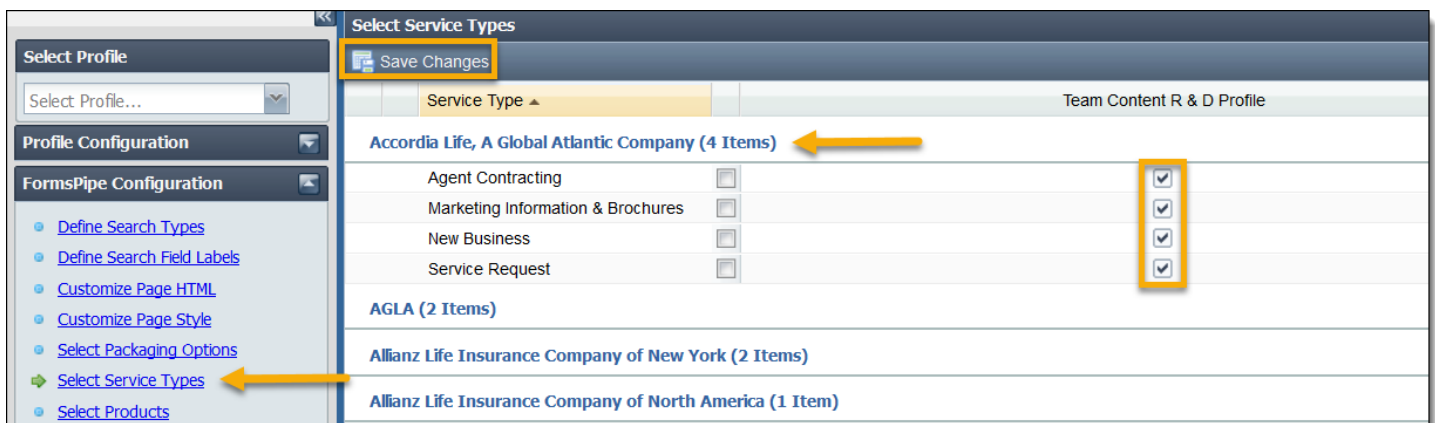 Select Profile
Select Profile...
Profile Configuration
FormsPipe Configuration
Define Search Types
Define Search Field Labels
Customize Page HTML
Customize Page Style
Select Packaging Options
Select Service Types
Select Products
Select Service Types
Save Changes
Service Type Team Content R & D Profile
Accordia Life, A Global Atlantic Company (4 Items)
Agent Contracting
Marketing Information & Brochures
New Business
Service Request
AGLA (2 Items)
Allianz Life Insurance Company of New York (2 Items)
Allianz Life Insurance Company of North America (1 Item)